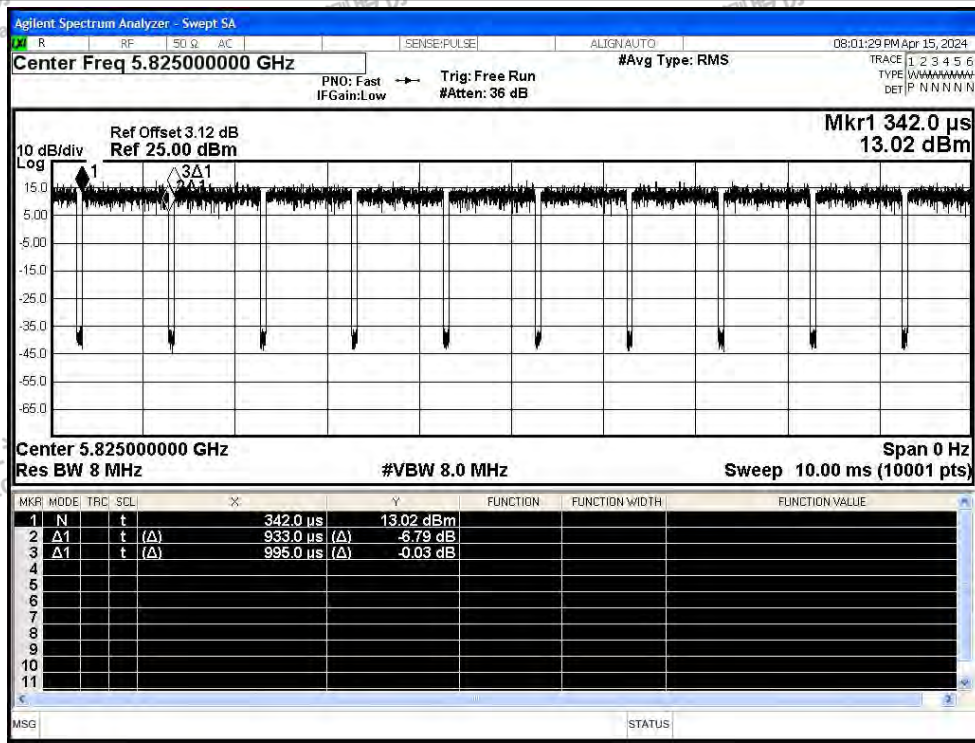 Agilent Spectrum Analyzer - Swept SA
R RF 50 Ω AC SENSE:PULSE ALIGN AUTO 08:01:29 PM Apr 15, 2024
Center Freq 5.825000000 GHz
PNO: Fast
IFGain:Low
Trig: Free Run
#Atten: 36 dB
#Avg Type: RMS
TRACE 1 2 3 4 5 6
TYPE
DET P N N N N N
Mkr1 342.0 µs
13.02 dBm
Ref Offset 3.12 dB
10 dB/div Ref 25.00 dBm
Log
1
3Δ1
2Δ1
15.0
5.00
-5.00
-15.0
-25.0
-35.0
-45.0
-55.0
-65.0
Center 5.825000000 GHz Span 0 Hz
Res BW 8 MHz #VBW 8.0 MHz Sweep 10.00 ms (10001 pts)
MKR MODE TRC SCL X Y FUNCTION FUNCTION WIDTH FUNCTION VALUE
1 N t 342.0 µs 13.02 dBm
2 Δ1 t (Δ) 933.0 µs (Δ) -6.79 dB
3 Δ1 t (Δ) 995.0 µs (Δ) -0.03 dB
4
5
6
7
8
9
10
11
MSG STATUS